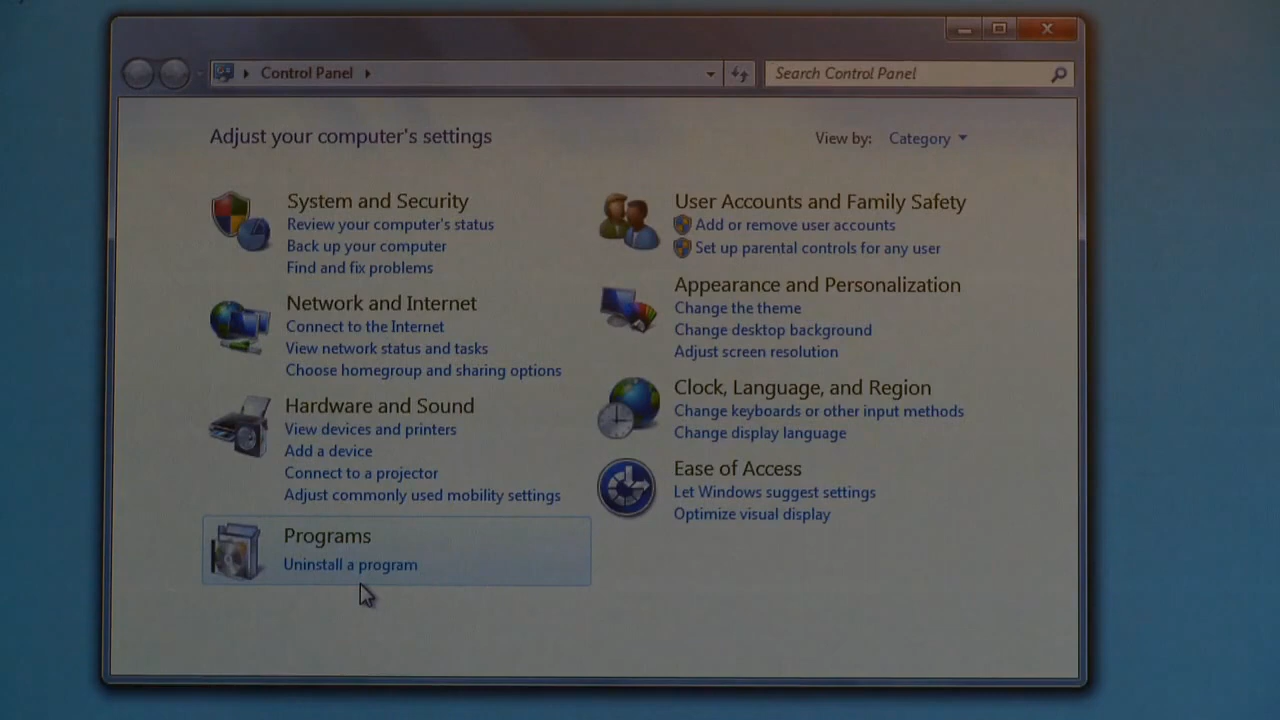 Control Panel
Search Control Panel
Adjust your computer's settings
View by: Category
System and Security
Review your computer's status
Back up your computer
Find and fix problems
Network and Internet
Connect to the Internet
View network status and tasks
Choose homegroup and sharing options
Hardware and Sound
View devices and printers
Add a device
Connect to a projector
Adjust commonly used mobility settings
Programs
Uninstall a program
User Accounts and Family Safety
Add or remove user accounts
Set up parental controls for any user
Appearance and Personalization
Change the theme
Change desktop background
Adjust screen resolution
Clock, Language, and Region
Change keyboards or other input methods
Change display language
Ease of Access
Let Windows suggest settings
Optimize visual display